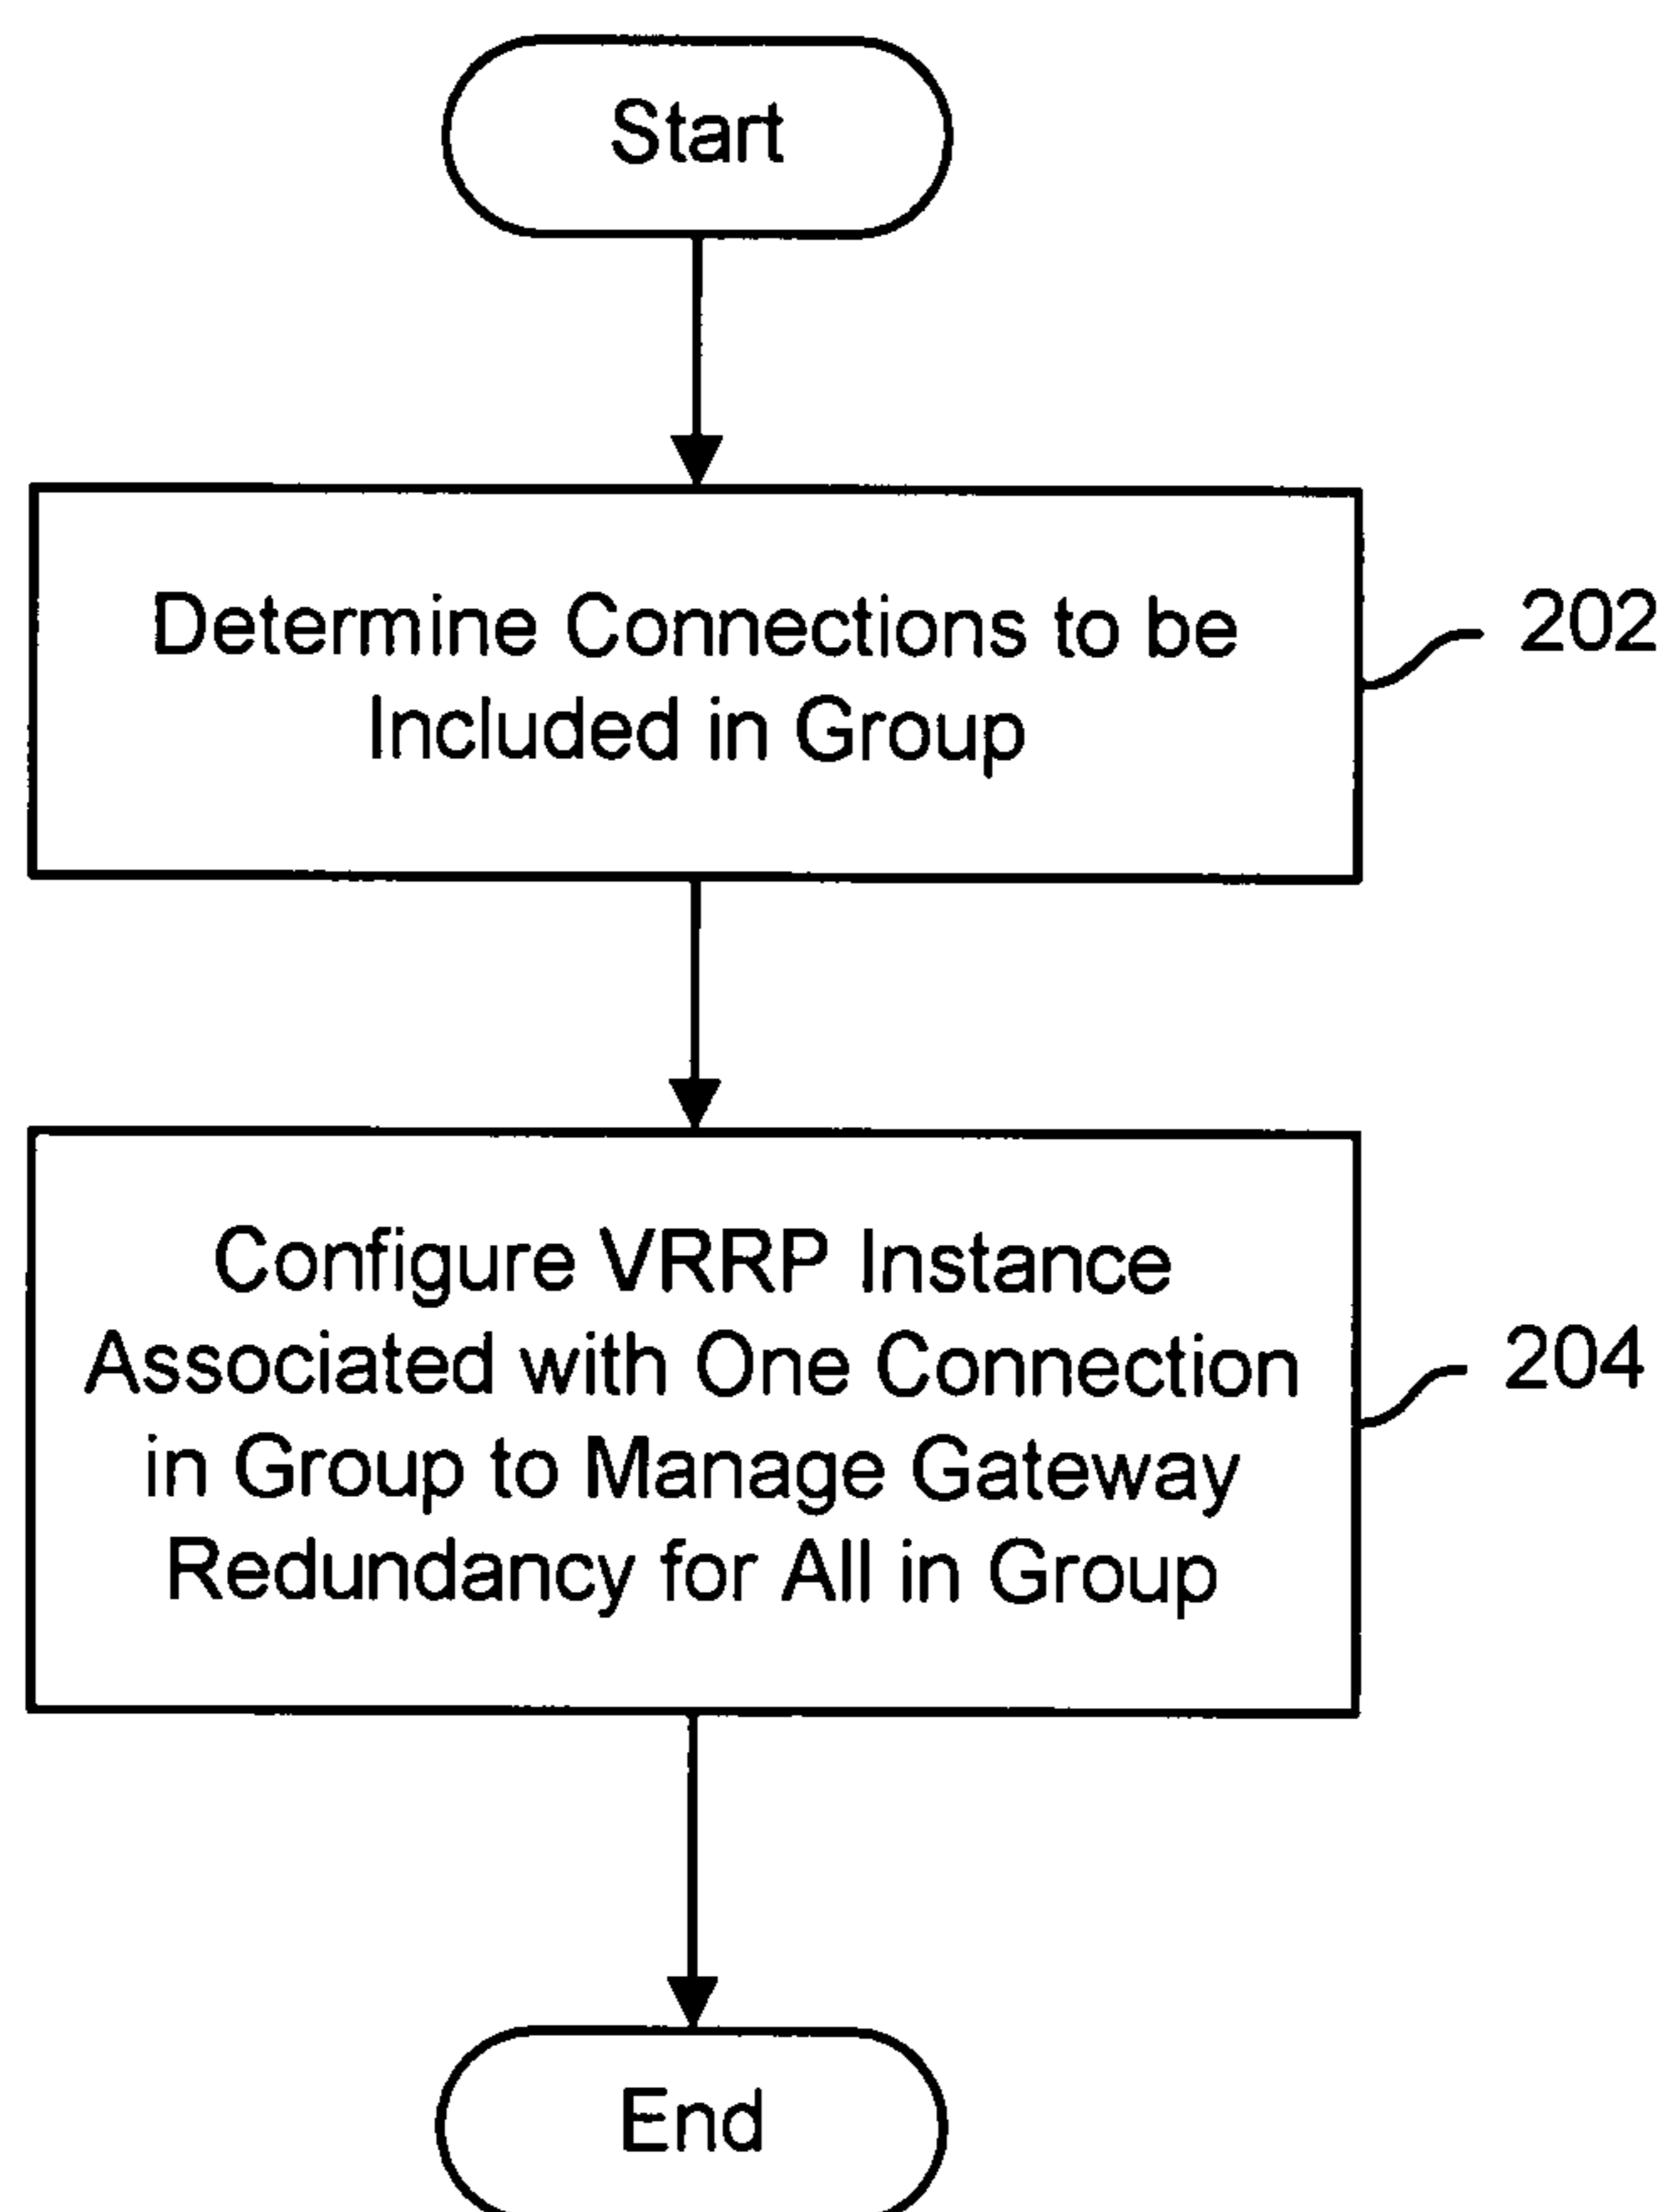 Start
Determine Connections to be
Included in Group
202
Configure VRRP Instance
Associated with One Connection
in Group to Manage Gateway
Redundancy for All in Group
204
End